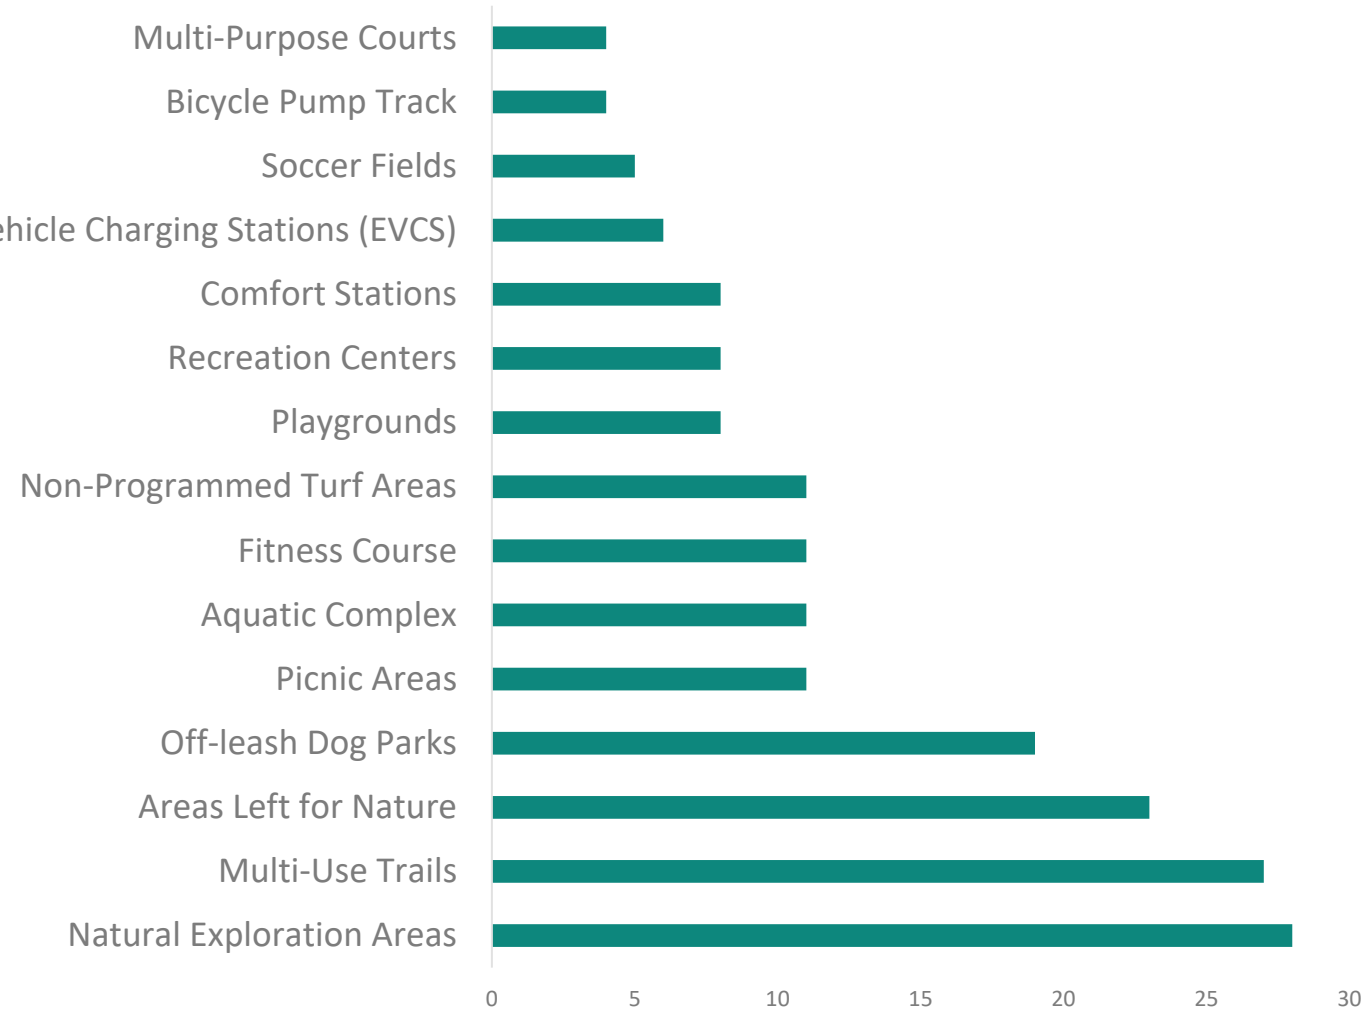 Multi-Purpose Courts
Bicycle Pump Track
Soccer Fields
Charging Stations (EVCS)
Comfort Stations
Recreation Centers
Playgrounds
Non-Programmed Turf Areas
Fitness Course
Aquatic Complex
Picnic Areas
Off-leash Dog Parks
Areas Left for Nature
Multi-Use Trails
Natural Exploration Areas
0 5 10 15 20 25 30